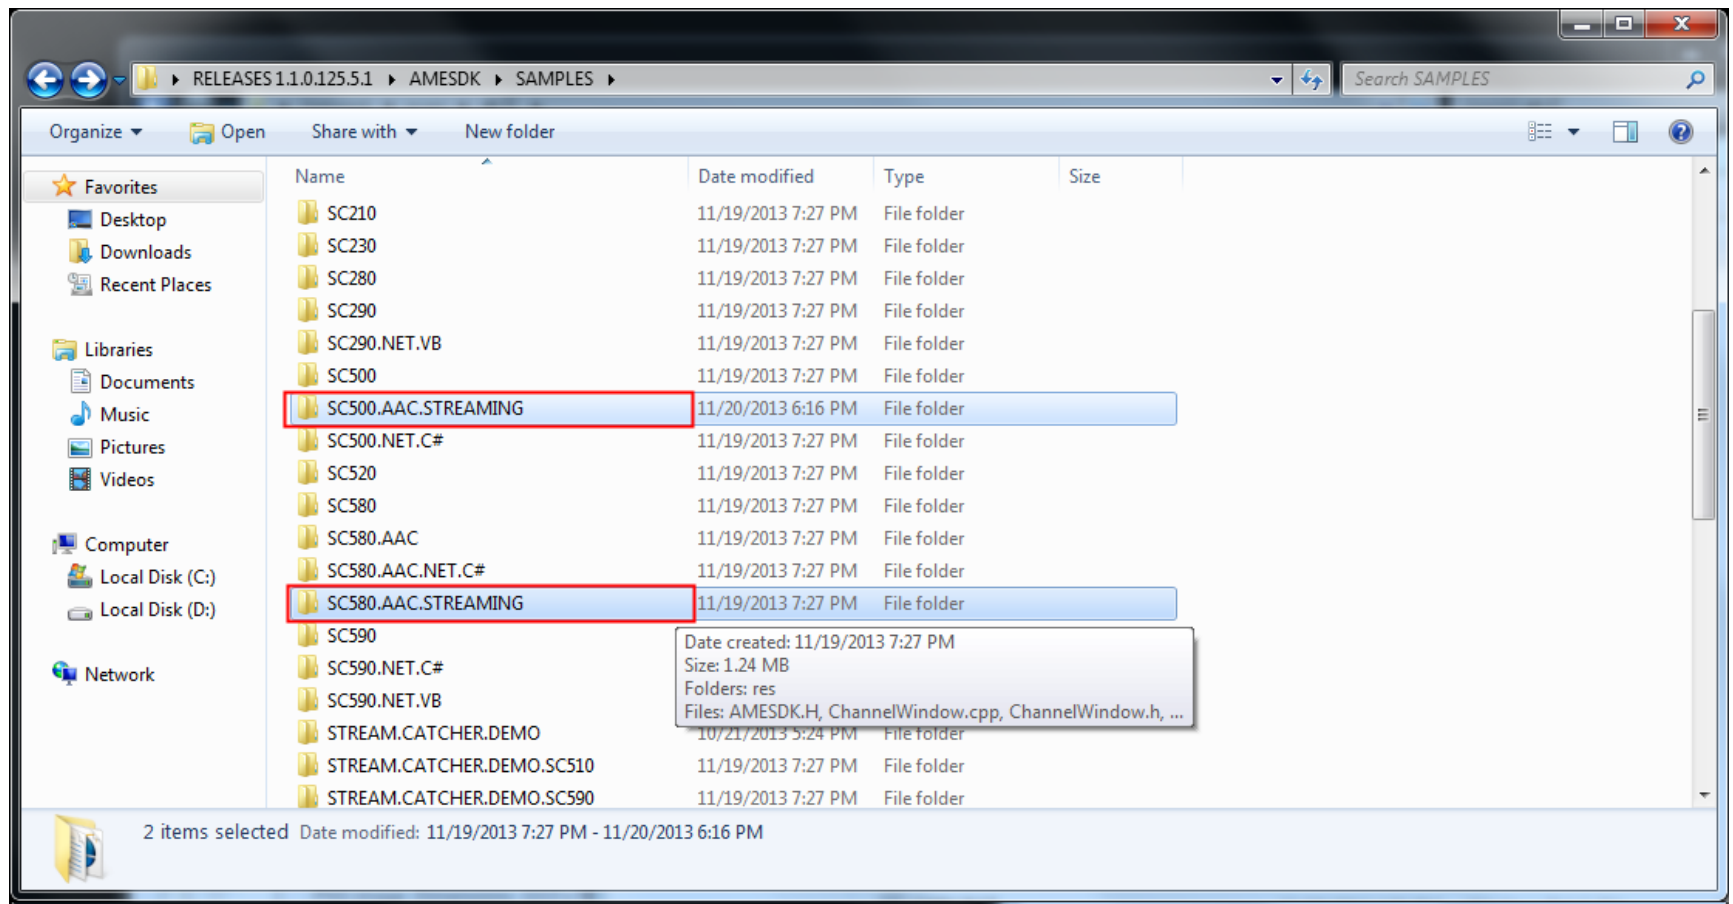 RELEASES 1.1.0.125.5.1 AMESDK SAMPLES Search SAMPLES
Organize Open Share with New folder
Favorites
Desktop
Downloads
Recent Places
Libraries
Documents
Music
Pictures
Videos
Computer
Local Disk (C:)
Local Disk (D:)
Network
Name Date modified Type Size
SC210 11/19/2013 7:27 PM File folder
SC230 11/19/2013 7:27 PM File folder
SC280 11/19/2013 7:27 PM File folder
SC290 11/19/2013 7:27 PM File folder
SC290.NET.VB 11/19/2013 7:27 PM File folder
SC500 11/19/2013 7:27 PM File folder
SC500.AAC.STREAMING 11/20/2013 6:16 PM File folder
SC500.NET.C# 11/19/2013 7:27 PM File folder
SC520 11/19/2013 7:27 PM File folder
SC580 11/19/2013 7:27 PM File folder
SC580.AAC 11/19/2013 7:27 PM File folder
SC580.AAC.NET.C# 11/19/2013 7:27 PM File folder
SC580.AAC.STREAMING 11/19/2013 7:27 PM File folder
SC590
SC590.NET.C#
SC590.NET.VB
Date created: 11/19/2013 7:27 PM
Size: 1.24 MB
Folders: res
Files: AMESDK.H, ChannelWindow.cpp, ChannelWindow.h, ...
STREAM.CATCHER.DEMO 10/21/2013 5:24 PM File folder
STREAM.CATCHER.DEMO.SC510 11/19/2013 7:27 PM File folder
STREAM.CATCHER.DEMO.SC590 11/19/2013 7:27 PM File folder
2 items selected Date modified: 11/19/2013 7:27 PM - 11/20/2013 6:16 PM